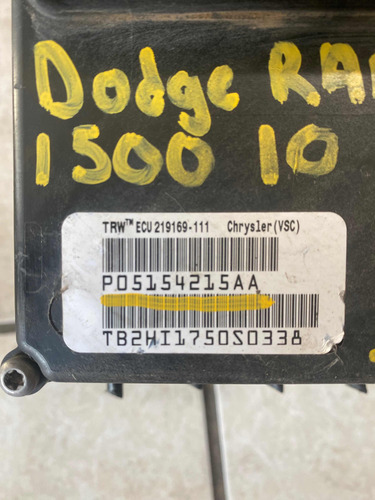 Dodge RA
1500 10
TRW™ ECU 219169-111 Chrysler (VSC)
P05154215AA
TB2HI1750S0338